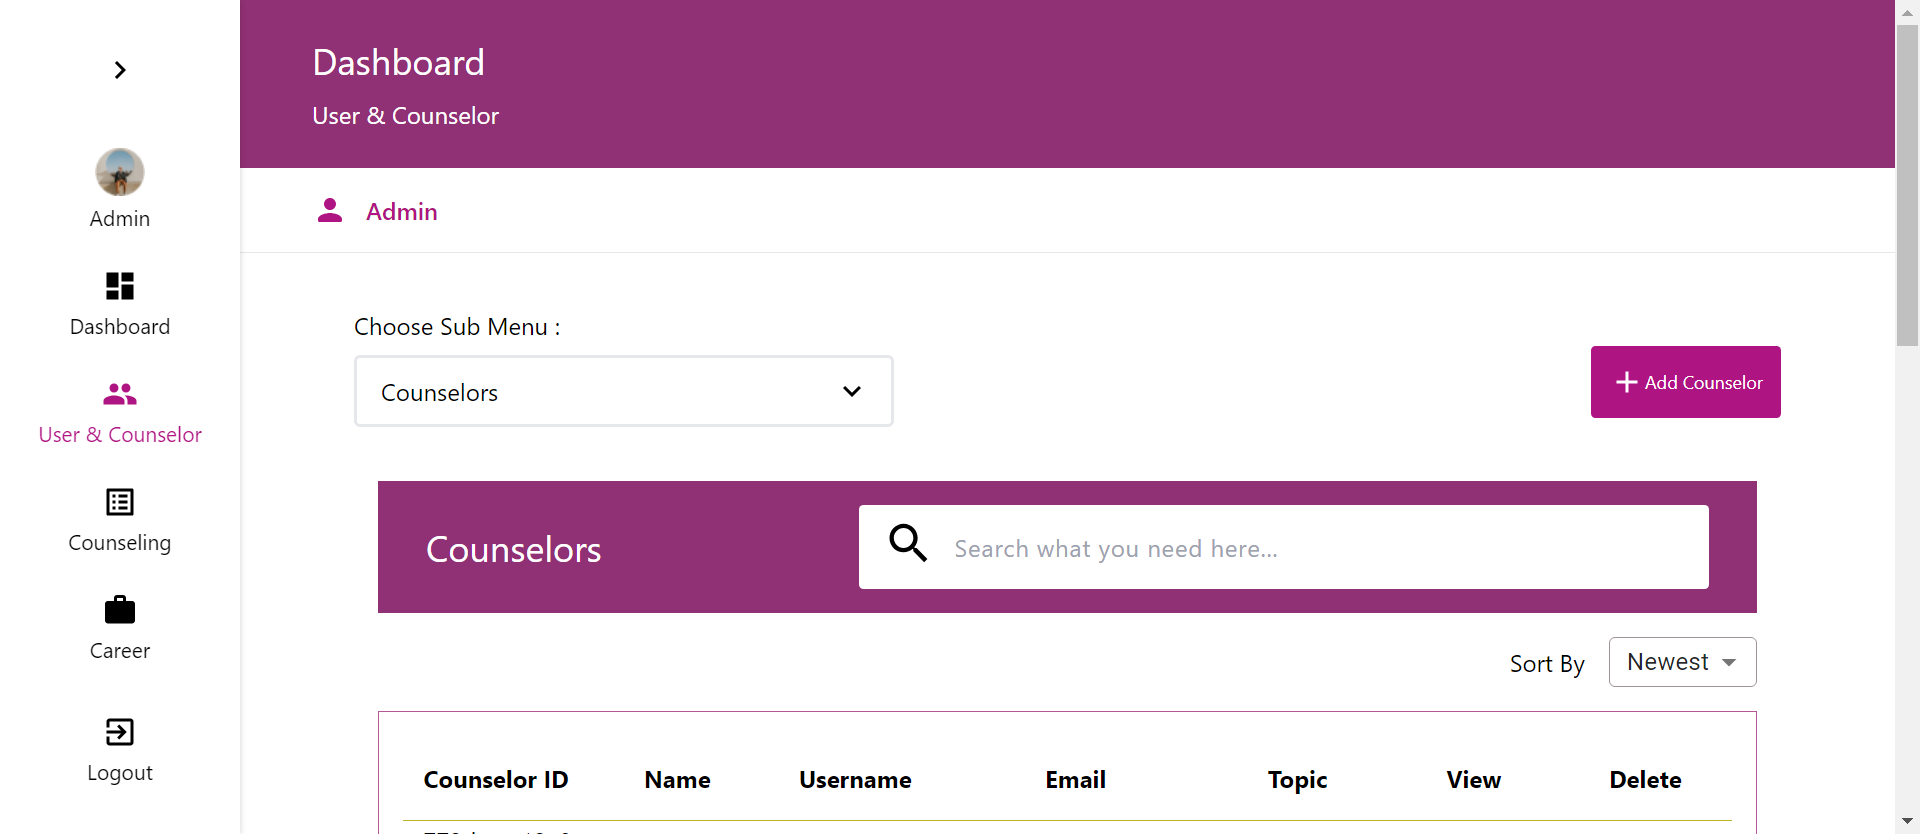 Dashboard
User & Counselor
Admin
Admin
Dashboard
User & Counselor
Counseling
Career
Logout
Choose Sub Menu :
Counselors
Add Counselor
Counselors
Search what you need here...
Sort By
Newest
Counselor ID Name Username Email Topic View Delete